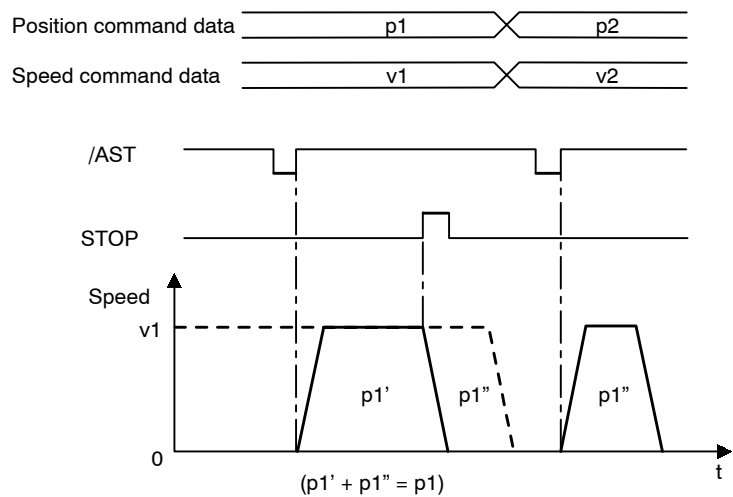 Position command data p1 p2
Speed command data v1 v2
/AST
STOP
Speed
v1
p1’ p1” p1”
0
t
(p1’ + p1” = p1)